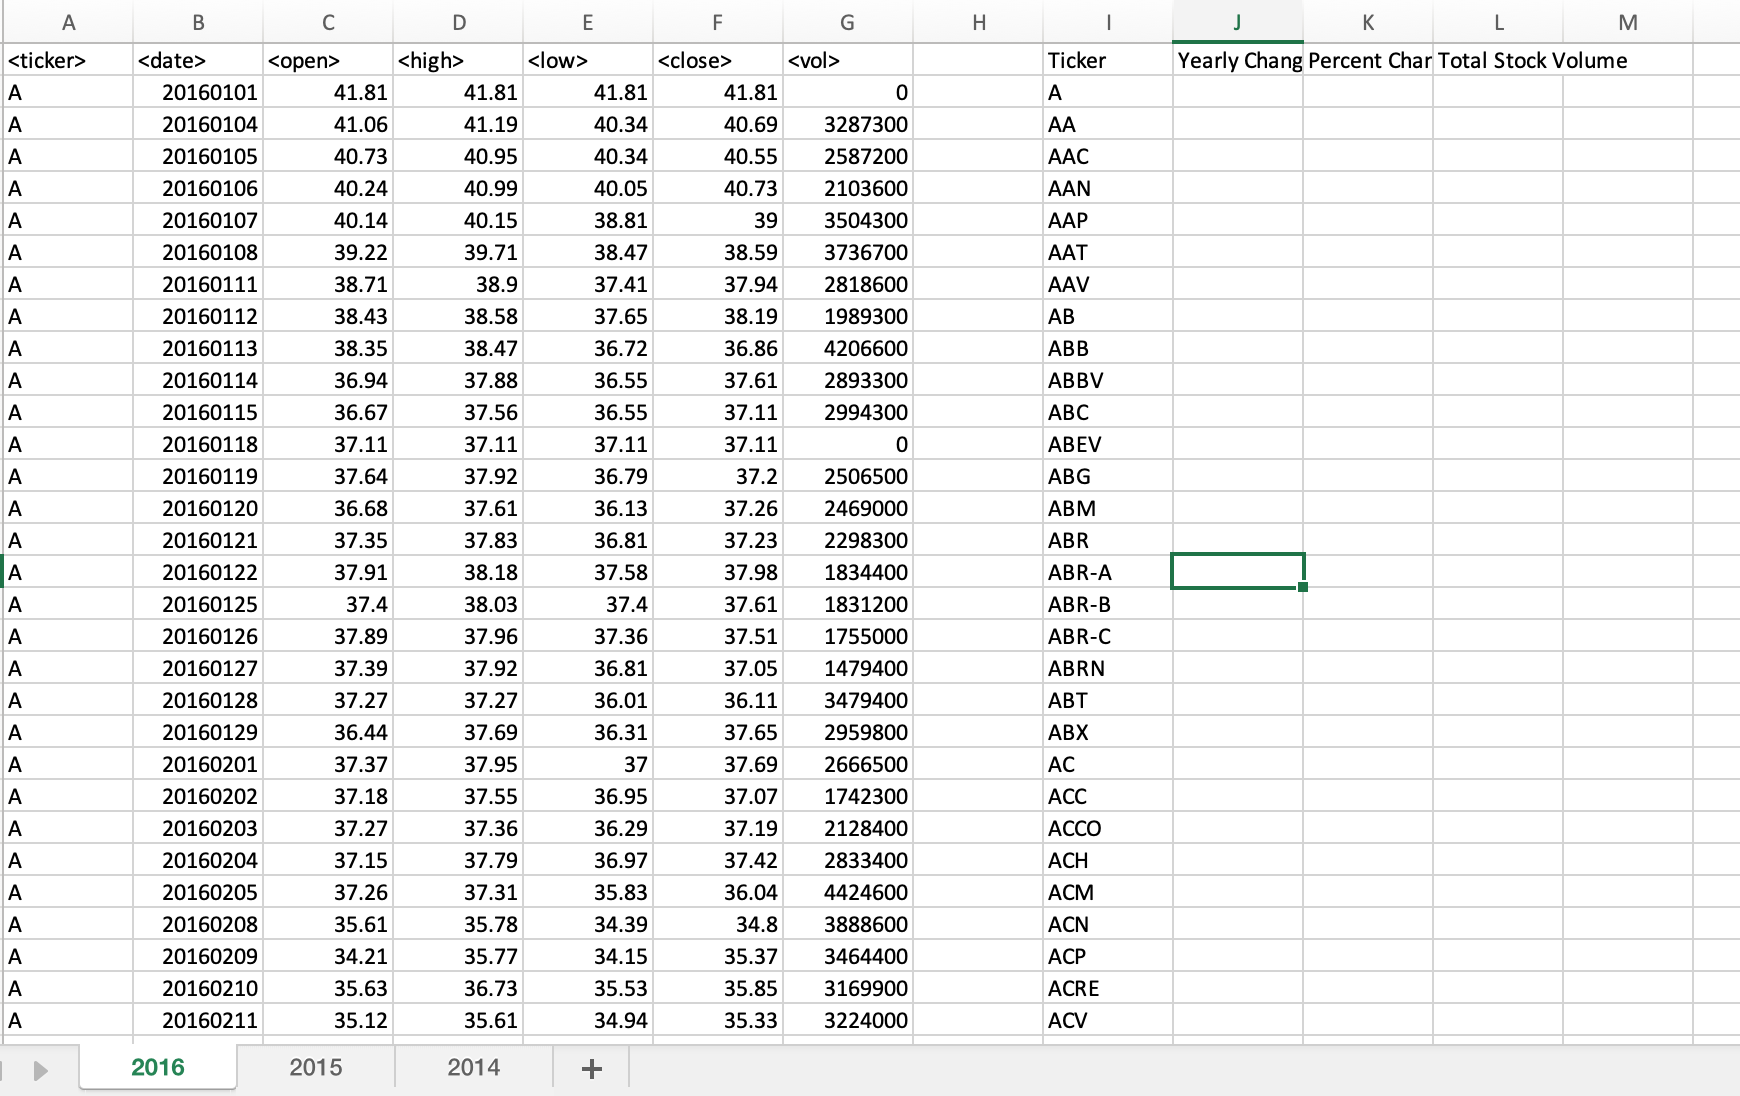 A B C D E F G H I J K L M
<ticker> <date> <open> <high> <low> <close> <vol> Ticker Yearly Chang Percent Char Total Stock Volume
A 20160101 41.81 41.81 41.81 41.81 0 A
A 20160104 41.06 41.19 40.34 40.69 3287300 AA
A 20160105 40.73 40.95 40.34 40.55 2587200 AAC
A 20160106 40.24 40.99 40.05 40.73 2103600 AAN
A 20160107 40.14 40.15 38.81 39 3504300 AAP
A 20160108 39.22 39.71 38.47 38.59 3736700 AAT
A 20160111 38.71 38.9 37.41 37.94 2818600 AAV
A 20160112 38.43 38.58 37.65 38.19 1989300 AB
A 20160113 38.35 38.47 36.72 36.86 4206600 ABB
A 20160114 36.94 37.88 36.55 37.61 2893300 ABBV
A 20160115 36.67 37.56 36.55 37.11 2994300 ABC
A 20160118 37.11 37.11 37.11 37.11 0 ABEV
A 20160119 37.64 37.92 36.79 37.2 2506500 ABG
A 20160120 36.68 37.61 36.13 37.26 2469000 ABM
A 20160121 37.35 37.83 36.81 37.23 2298300 ABR
A 20160122 37.91 38.18 37.58 37.98 1834400 ABR-A
A 20160125 37.4 38.03 37.4 37.61 1831200 ABR-B
A 20160126 37.89 37.96 37.36 37.51 1755000 ABR-C
A 20160127 37.39 37.92 36.81 37.05 1479400 ABRN
A 20160128 37.27 37.27 36.01 36.11 3479400 ABT
A 20160129 36.44 37.69 36.31 37.65 2959800 ABX
A 20160201 37.37 37.95 37 37.69 2666500 AC
A 20160202 37.18 37.55 36.95 37.07 1742300 ACC
A 20160203 37.27 37.36 36.29 37.19 2128400 ACCO
A 20160204 37.15 37.79 36.97 37.42 2833400 ACH
A 20160205 37.26 37.31 35.83 36.04 4424600 ACM
A 20160208 35.61 35.78 34.39 34.8 3888600 ACN
A 20160209 34.21 35.77 34.15 35.37 3464400 ACP
A 20160210 35.63 36.73 35.53 35.85 3169900 ACRE
A 20160211 35.12 35.61 34.94 35.33 3224000 ACV
2016 2015 2014 +